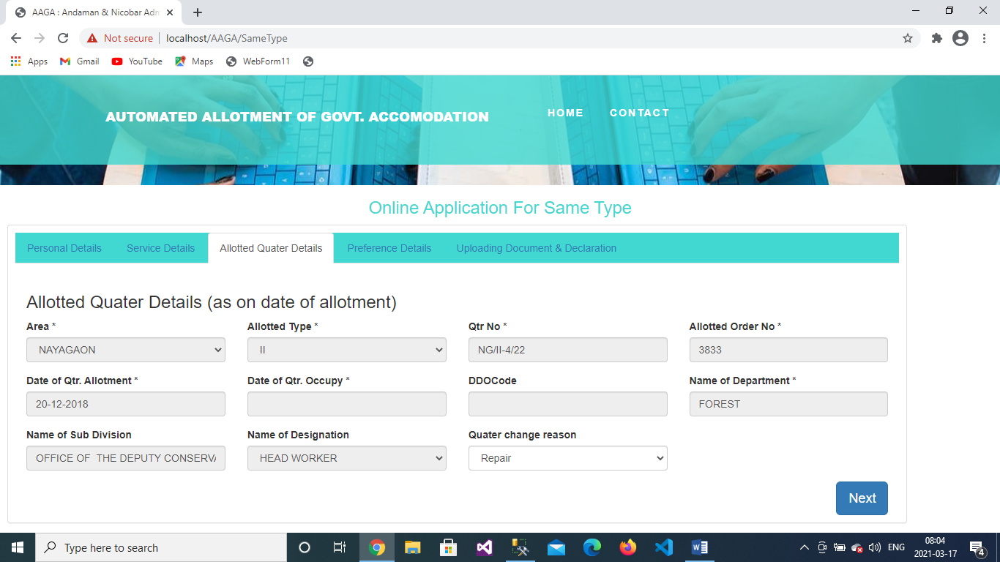 AAGA : Andaman & Nicobar Adm
Not secure
localhost/AAGA/SameType
Apps Gmail YouTube Maps WebForm11
AUTOMATED ALLOTMENT OF GOVT. ACCOMODATION
HOME CONTACT
Online Application For Same Type
Personal Details Service Details Allotted Quater Details Preference Details Uploading Document & Declaration
Allotted Quater Details (as on date of allotment)
Area * Allotted Type * Qtr No * Allotted Order No *
NAYAGAON II NG/II-4/22 3833
Date of Qtr. Allotment * Date of Qtr. Occupy * DDOCode Name of Department *
20-12-2018 FOREST
Name of Sub Division Name of Designation Quater change reason
OFFICE OF THE DEPUTY CONSERVA HEAD WORKER Repair
Next
Type here to search
ENG
08:04
2021-03-17
4